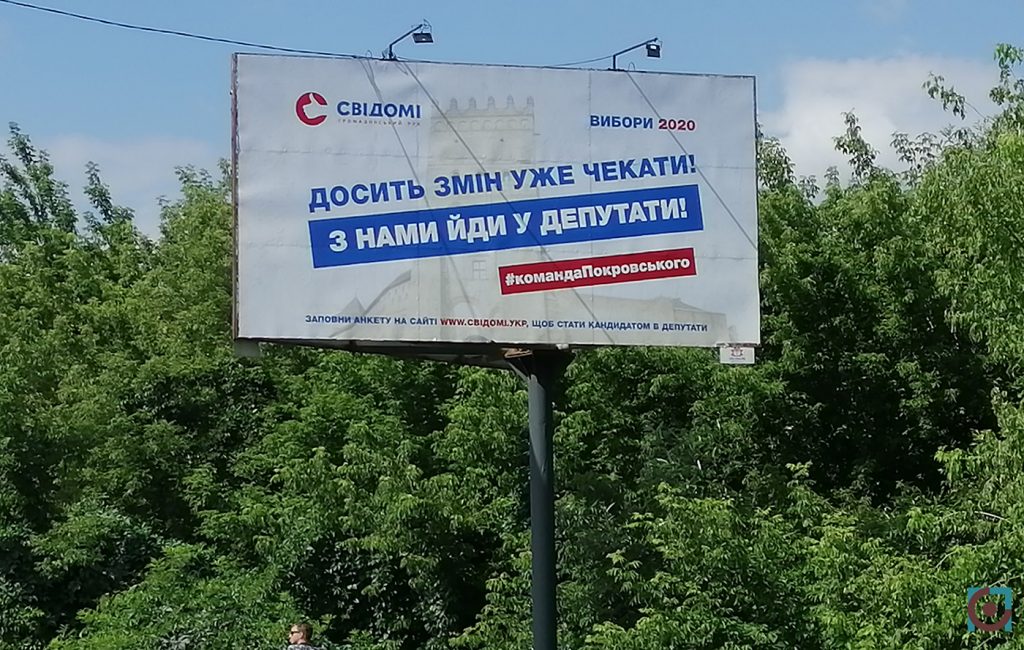 СВІДОМІ
ГРОМАДЯНСЬКИЙ РУХ
ВИБОРИ 2020
ДОСИТЬ ЗМІН УЖЕ ЧЕКАТИ!
З НАМИ ЙДИ У ДЕПУТАТИ!
#командаПокровського
ЗАПОВНИ АНКЕТУ НА САЙТІ WWW.СВІДОМІ.УКР, ЩОБ СТАТИ КАНДИДАТОМ В ДЕПУТАТИ